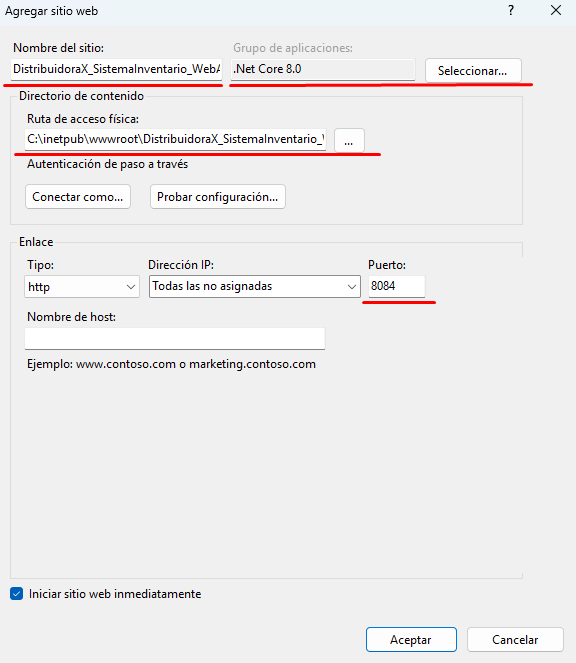 Agregar sitio web
?
Nombre del sitio:
Grupo de aplicaciones:
DistribuidoraX_SistemaInventario_WebA
.Net Core 8.0
Seleccionar...
Directorio de contenido
Ruta de acceso física:
C:\inetpub\wwwroot\DistribuidoraX_SistemaInventario_
...
Autenticación de paso a través
Conectar como...
Probar configuración...
Enlace
Tipo:
Dirección IP:
Puerto:
http
Todas las no asignadas
8084
Nombre de host:
Ejemplo: www.contoso.com o marketing.contoso.com
Iniciar sitio web inmediatamente
Aceptar
Cancelar